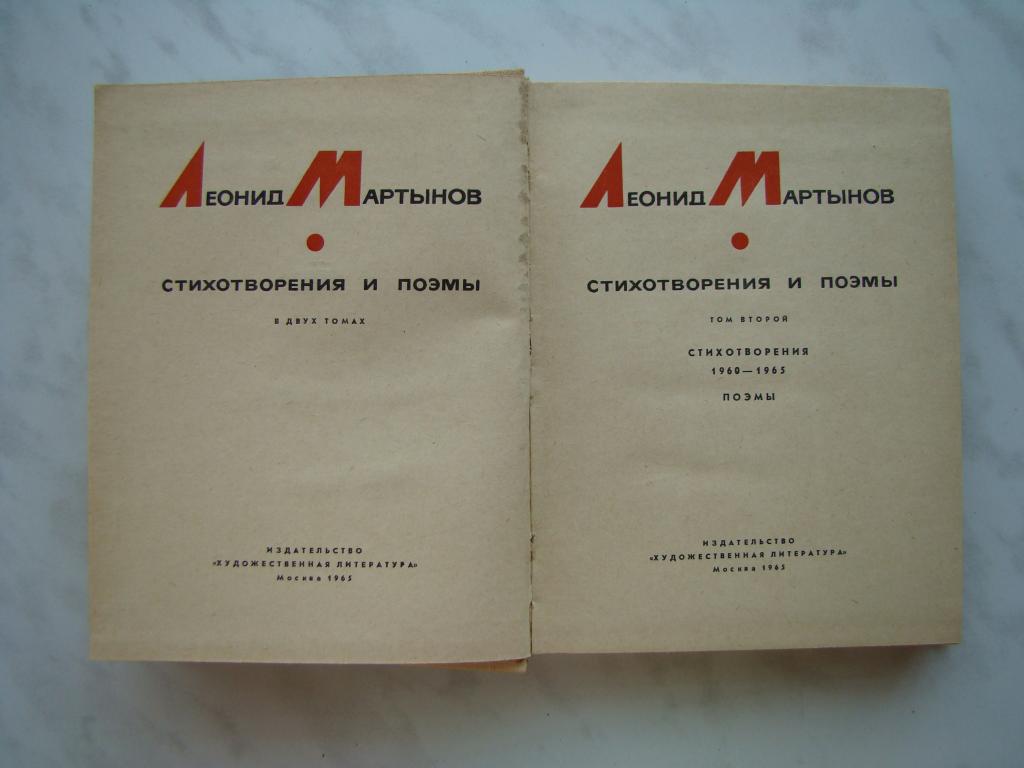 Леонид Мартынов
СТИХОТВОРЕНИЯ И ПОЭМЫ
В ДВУХ ТОМАХ
ИЗДАТЕЛЬСТВО
«ХУДОЖЕСТВЕННАЯ ЛИТЕРАТУРА»
Москва 1965
Леонид Мартынов
СТИХОТВОРЕНИЯ И ПОЭМЫ
ТОМ ВТОРОЙ
СТИХОТВОРЕНИЯ
1960—1965
ПОЭМЫ
ИЗДАТЕЛЬСТВО
«ХУДОЖЕСТВЕННАЯ ЛИТЕРАТУРА»
Москва 1965